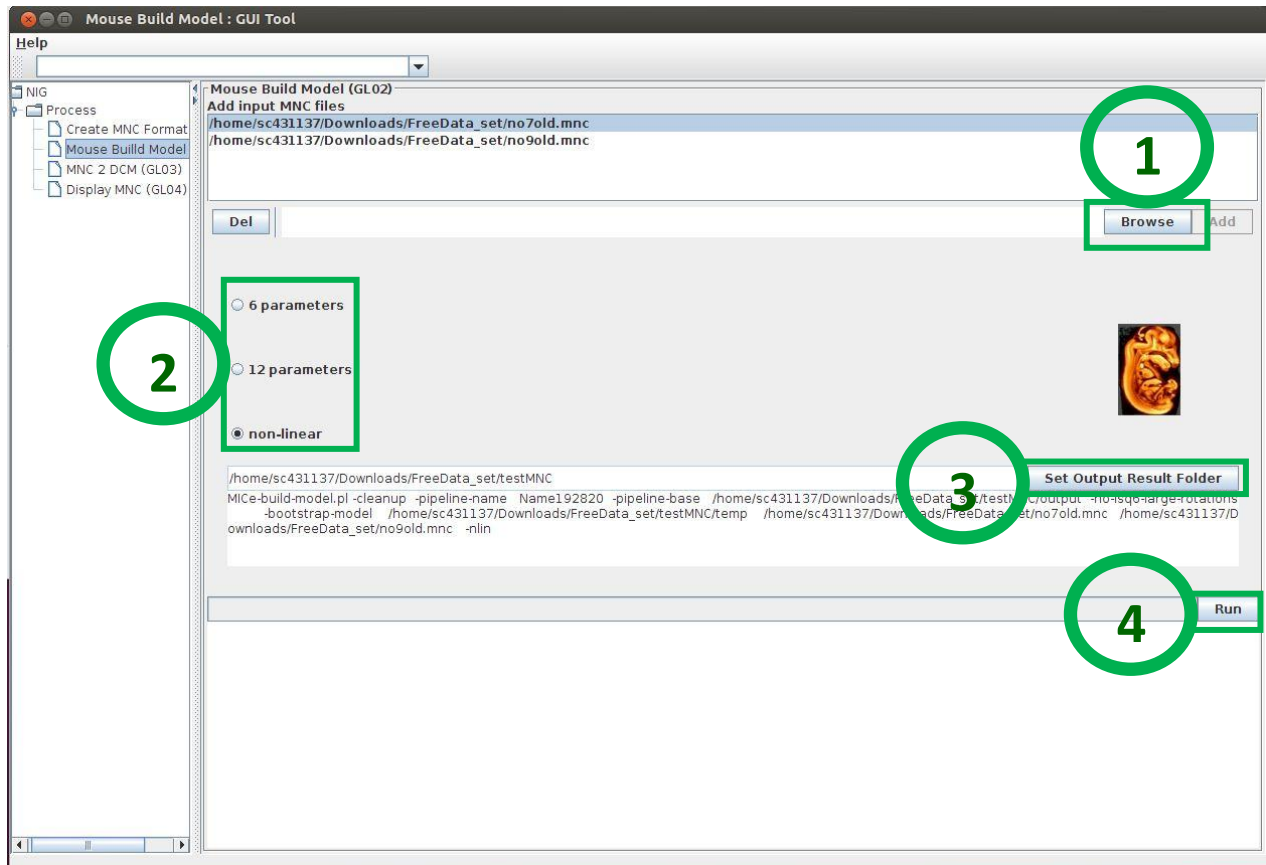 Mouse Build Model : GUI Tool
Help
NIG
Process
Create MNC Format
Mouse Builld Model
MNC 2 DCM (GL03)
Display MNC (GL04)
Mouse Build Model (GL02)
Add input MNC files
/home/sc431137/Downloads/FreeData_set/no7old.mnc
/home/sc431137/Downloads/FreeData_set/no9old.mnc
1
Del
Browse
Add
2
6 parameters
12 parameters
non-linear
/home/sc431137/Downloads/FreeData_set/testMNC
3
Set Output Result Folder
MICe-build-model.pl -cleanup -pipeline-name Name192820 -pipeline-base /home/sc431137/Downloads/FreeData_set/testMNC/output -no-lsq6-large-rotations
-bootstrap-model /home/sc431137/Downloads/FreeData_set/testMNC/temp /home/sc431137/Downloads/FreeData_set/no7old.mnc /home/sc431137/D
ownloads/FreeData_set/no9old.mnc -nlin
4
Run